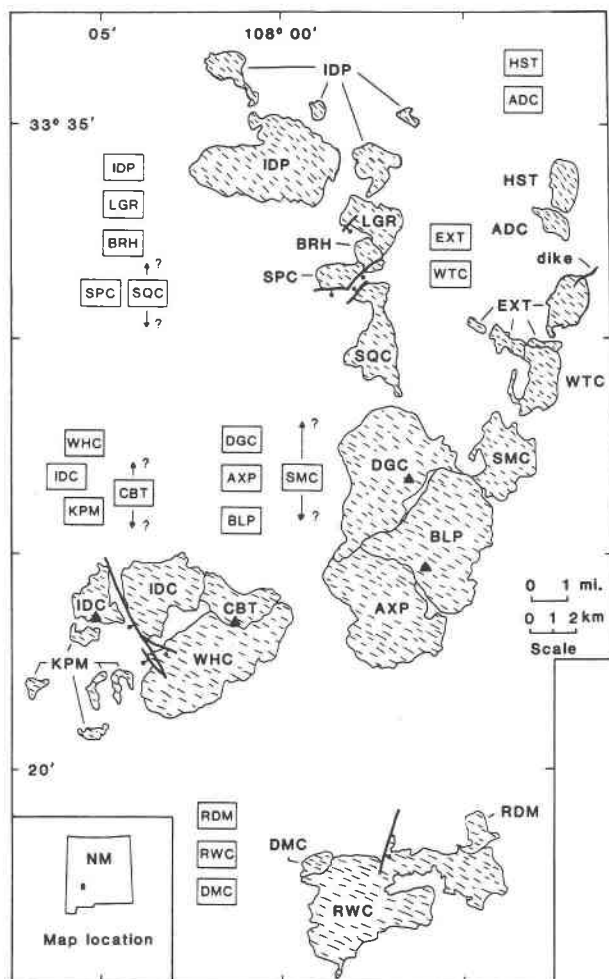 05'
108° 00'
IDP
HST
ADC
33° 35'
IDP
IDP
HST
LGR
LGR
ADC
BRH
BRH
EXT
dike
?
SPC
WTC
EXT
SPC
SQC
?
SQC
WTC
WHC
DGC
?
SMC
?
DGC
IDC
AXP
SMC
CBT
KPM
BLP
?
?
BLP
IDC
IDC
CBT
AXP
0 1 mi.
0 1 2 km
Scale
WHC
KPM
20'
RDM
RDM
NM
DMC
RWC
DMC
RWC
Map location